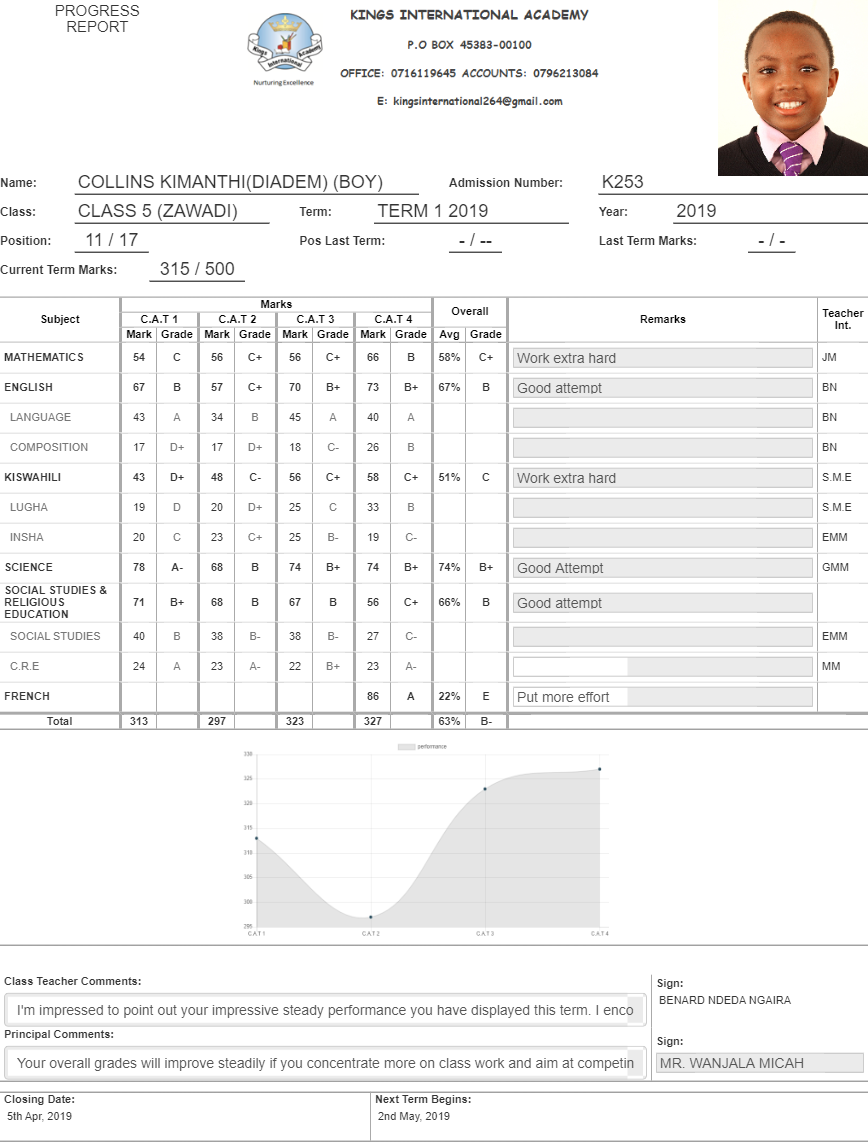 PROGRESS
REPORT
Kings International Academy
Nurturing Excellence
KINGS INTERNATIONAL ACADEMY
P.O BOX 45383-00100
OFFICE: 0716119645 ACCOUNTS: 0796213084
E: kingsinternational264@gmail.com
Name: COLLINS KIMANTHI(DIADEM) (BOY) Admission Number: K253
Class: CLASS 5 (ZAWADI) Term: TERM 1 2019 Year: 2019
Position: 11 / 17 Pos Last Term: - / -- Last Term Marks: - / -
Current Term Marks: 315 / 500
Marks
Subject C.A.T 1 C.A.T 2 C.A.T 3 C.A.T 4 Overall Remarks Teacher Int.
Mark Grade Mark Grade Mark Grade Mark Grade Avg Grade
MATHEMATICS 54 C 56 C+ 56 C+ 66 B 58% C+ Work extra hard JM
ENGLISH 67 B 57 C+ 70 B+ 73 B+ 67% B Good attempt BN
LANGUAGE 43 A 34 B 45 A 40 A BN
COMPOSITION 17 D+ 17 D+ 18 C- 26 B BN
KISWAHILI 43 D+ 48 C- 56 C+ 58 C+ 51% C Work extra hard S.M.E
LUGHA 19 D 20 D+ 25 C 33 B S.M.E
INSHA 20 C 23 C+ 25 B- 19 C- EMM
SCIENCE 78 A- 68 B 74 B+ 74 B+ 74% B+ Good Attempt GMM
SOCIAL STUDIES &
RELIGIOUS
EDUCATION 71 B+ 68 B 67 B 56 C+ 66% B Good attempt
SOCIAL STUDIES 40 B 38 B- 38 B- 27 C- EMM
C.R.E 24 A 23 A- 22 B+ 23 A- MM
FRENCH 86 A 22% E Put more effort
Total 313 297 323 327 63% B-
performance
330
325
320
315
310
305
300
295
C.A.T 1 C.A.T 2 C.A.T 3 C.A.T 4
Class Teacher Comments:
I'm impressed to point out your impressive steady performance you have displayed this term. I enco
Sign:
BENARD NDEDA NGAIRA
Principal Comments:
Your overall grades will improve steadily if you concentrate more on class work and aim at competin
Sign:
MR. WANJALA MICAH
Closing Date: Next Term Begins:
5th Apr, 2019 2nd May, 2019